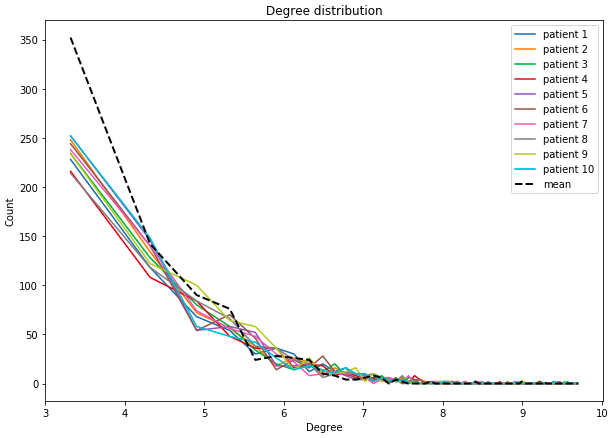 Degree distribution
350
300
250
200
150
100
50
0
Count
3
4
5
6
7
8
9
10
Degree
patient 1
patient 2
patient 3
patient 4
patient 5
patient 6
patient 7
patient 8
patient 9
patient 10
mean